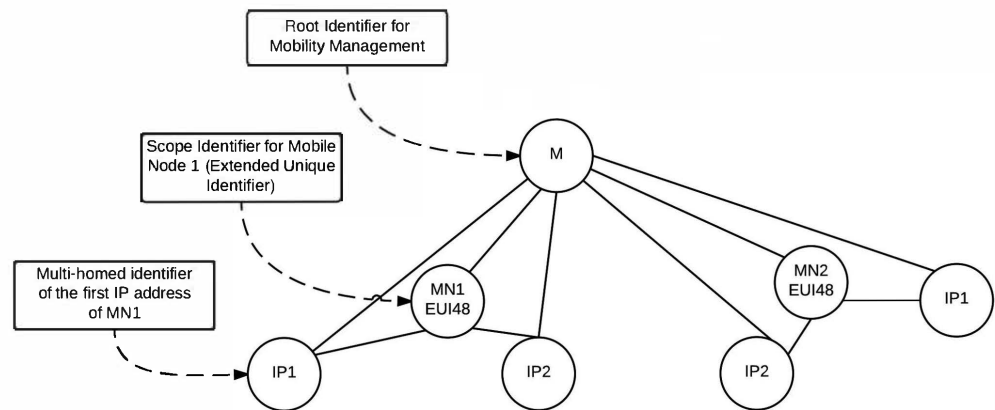 Root Identifier for
Mobility Management
Scope Identifier for Mobile
Node 1 (Extended Unique
Identifier)
Multi-homed identifier
of the first IP address
of MN1
M
MN1
EUI48
MN2
EUI48
IP1
IP1
IP2
IP2